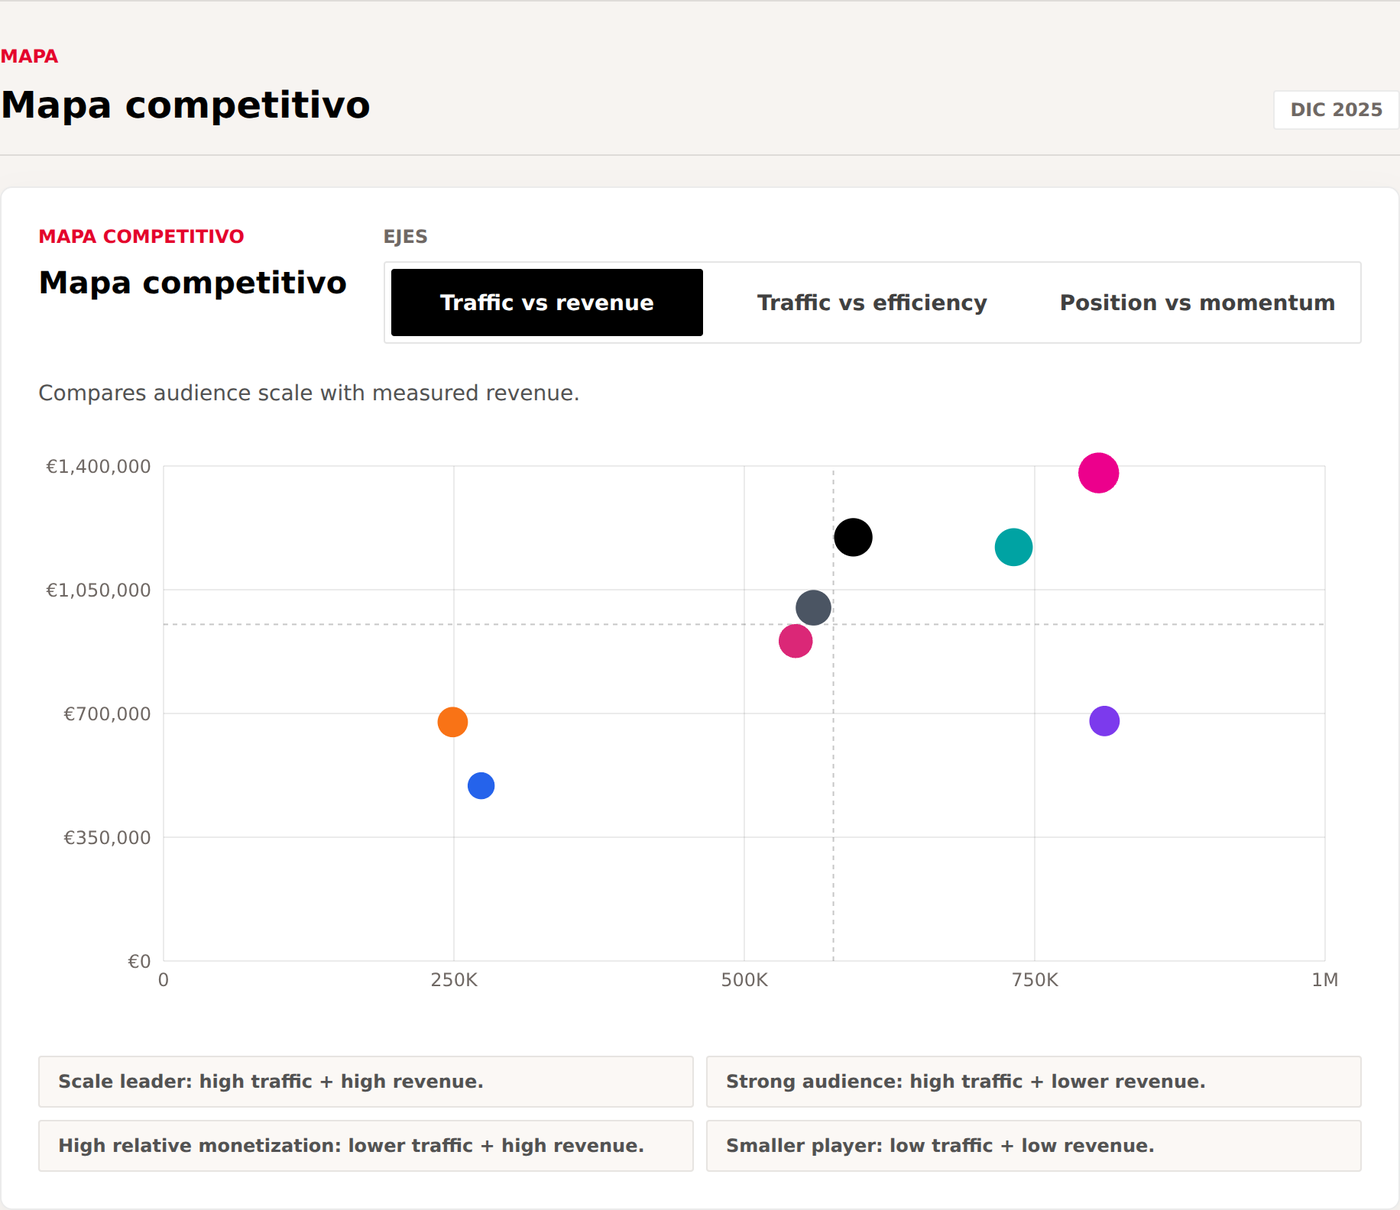 MAPA
Mapa competitivo
DIC 2025
MAPA COMPETITIVO
Mapa competitivo
EJES
Traffic vs revenue
Traffic vs efficiency
Position vs momentum
Compares audience scale with measured revenue.
€1,400,000
€1,050,000
€700,000
€350,000
€0
0
250K
500K
750K
1M
Scale leader: high traffic + high revenue.
Strong audience: high traffic + lower revenue.
High relative monetization: lower traffic + high revenue.
Smaller player: low traffic + low revenue.